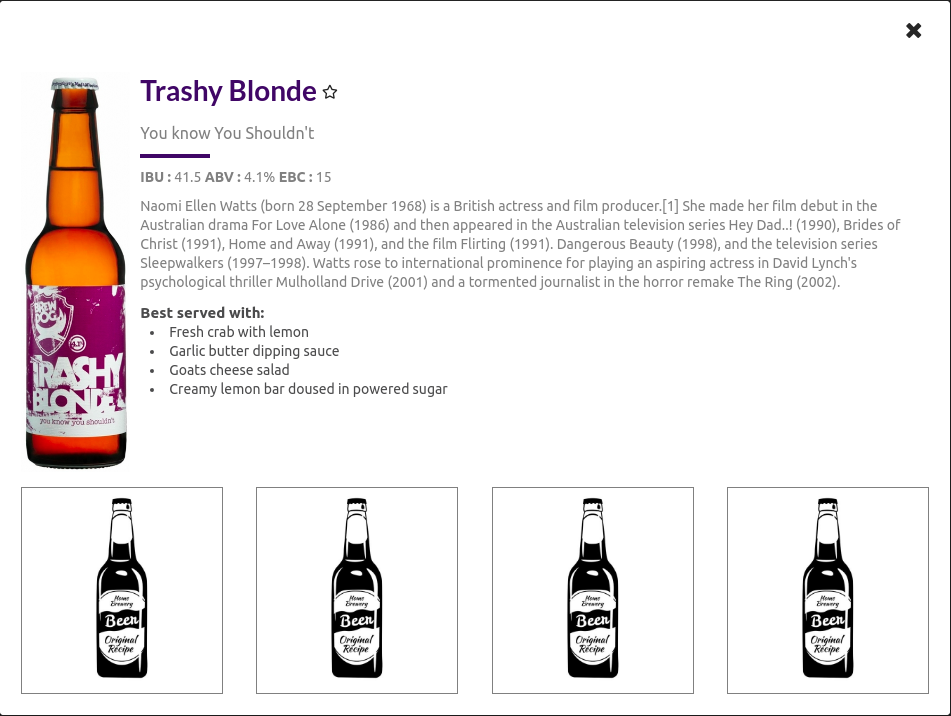 Trashy Blonde
You know You Shouldn't
IBU : 41.5 ABV : 4.1% EBC : 15
Naomi Ellen Watts (born 28 September 1968) is a British actress and film producer.[1] She made her film debut in the
Australian drama For Love Alone (1986) and then appeared in the Australian television series Hey Dad..! (1990), Brides of
Christ (1991), Home and Away (1991), and the film Flirting (1991). Dangerous Beauty (1998), and the television series
Sleepwalkers (1997–1998). Watts rose to international prominence for playing an aspiring actress in David Lynch's
psychological thriller Mulholland Drive (2001) and a tormented journalist in the horror remake The Ring (2002).
Best served with:
• Fresh crab with lemon
• Garlic butter dipping sauce
• Goats cheese salad
• Creamy lemon bar doused in powered sugar
BREW
DOG
4.1%
TRASHY
BLONDE
you know you shouldn't
Home
Brewery
Beer
Original
Récipe
Home
Brewery
Beer
Original
Récipe
Home
Brewery
Beer
Original
Récipe
Home
Brewery
Beer
Original
Récipe